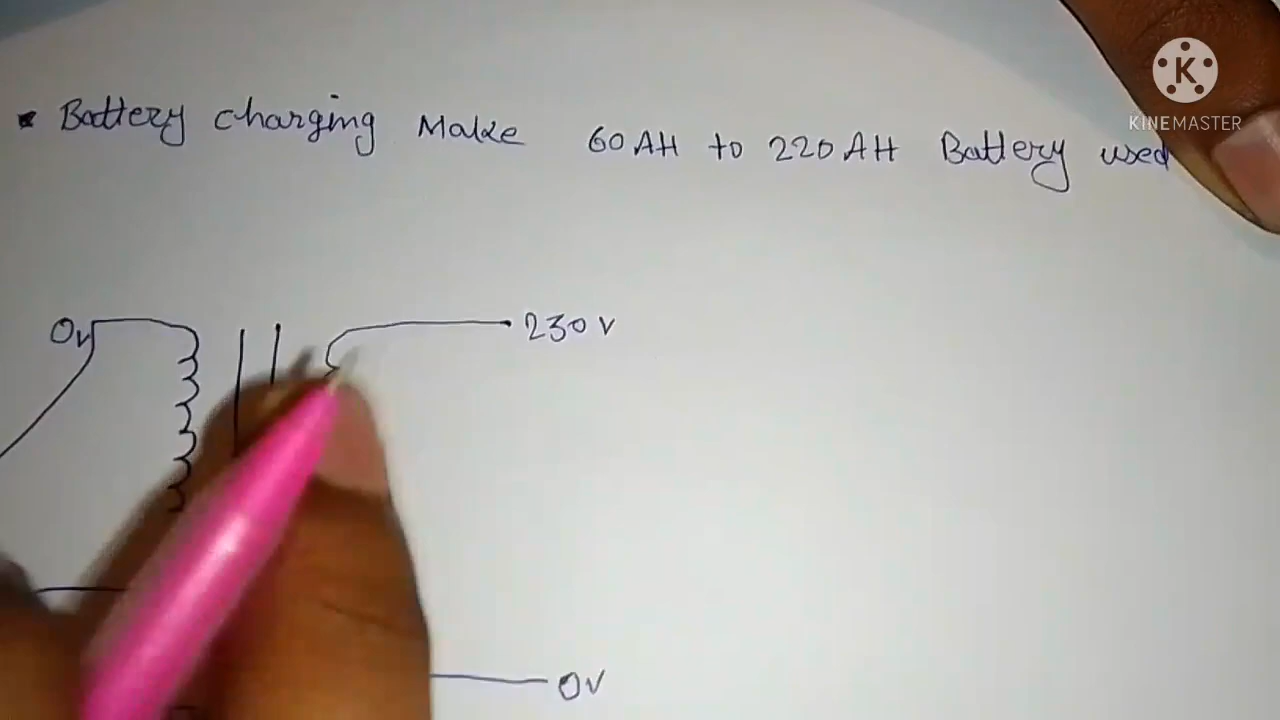 K
KINEMASTER
Battery charging Make 60AH to 220AH Battery used
0v 230v
0v